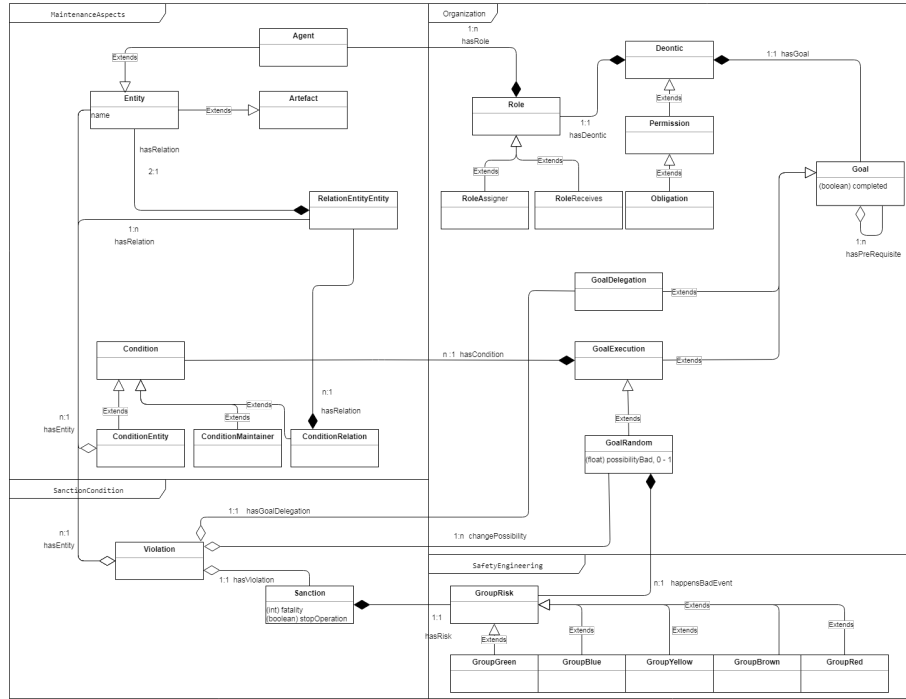 MaintenanceAspects
Organization
1:n
hasRole
Agent
Deontic
1:1 hasGoal
Extends
Entity
name
Extends
Artefact
Extends
Role
1:1
hasDeontic
Permission
hasRelation
2:1
Extends
Extends
Extends
Goal
(boolean) completed
RelationEntityEntity
RoleAssigner
RoleReceives
Obligation
1:n
hasRelation
1:n
hasPreRequisite
GoalDelegation
Extends
Condition
n :1 hasCondition
GoalExecution
Extends
n:1
hasRelation
Extends
Extends
Extends
Extends
n:1
hasEntity
ConditionEntity
ConditionMaintainer
ConditionRelation
GoalRandom
(float) possibilityBad, 0 - 1
SanctionCondition
1:1 hasGoalDelegation
n:1
hasEntity
1:n changePossibility
Violation
SafetyEngineering
1:1 hasViolation
n:1 happensBadEvent
Sanction
(int) fatality
(boolean) stopOperation
GroupRisk
1:1
hasRisk
Extends
Extends
Extends
Extends
Extends
GroupGreen
GroupBlue
GroupYellow
GroupBrown
GroupRed